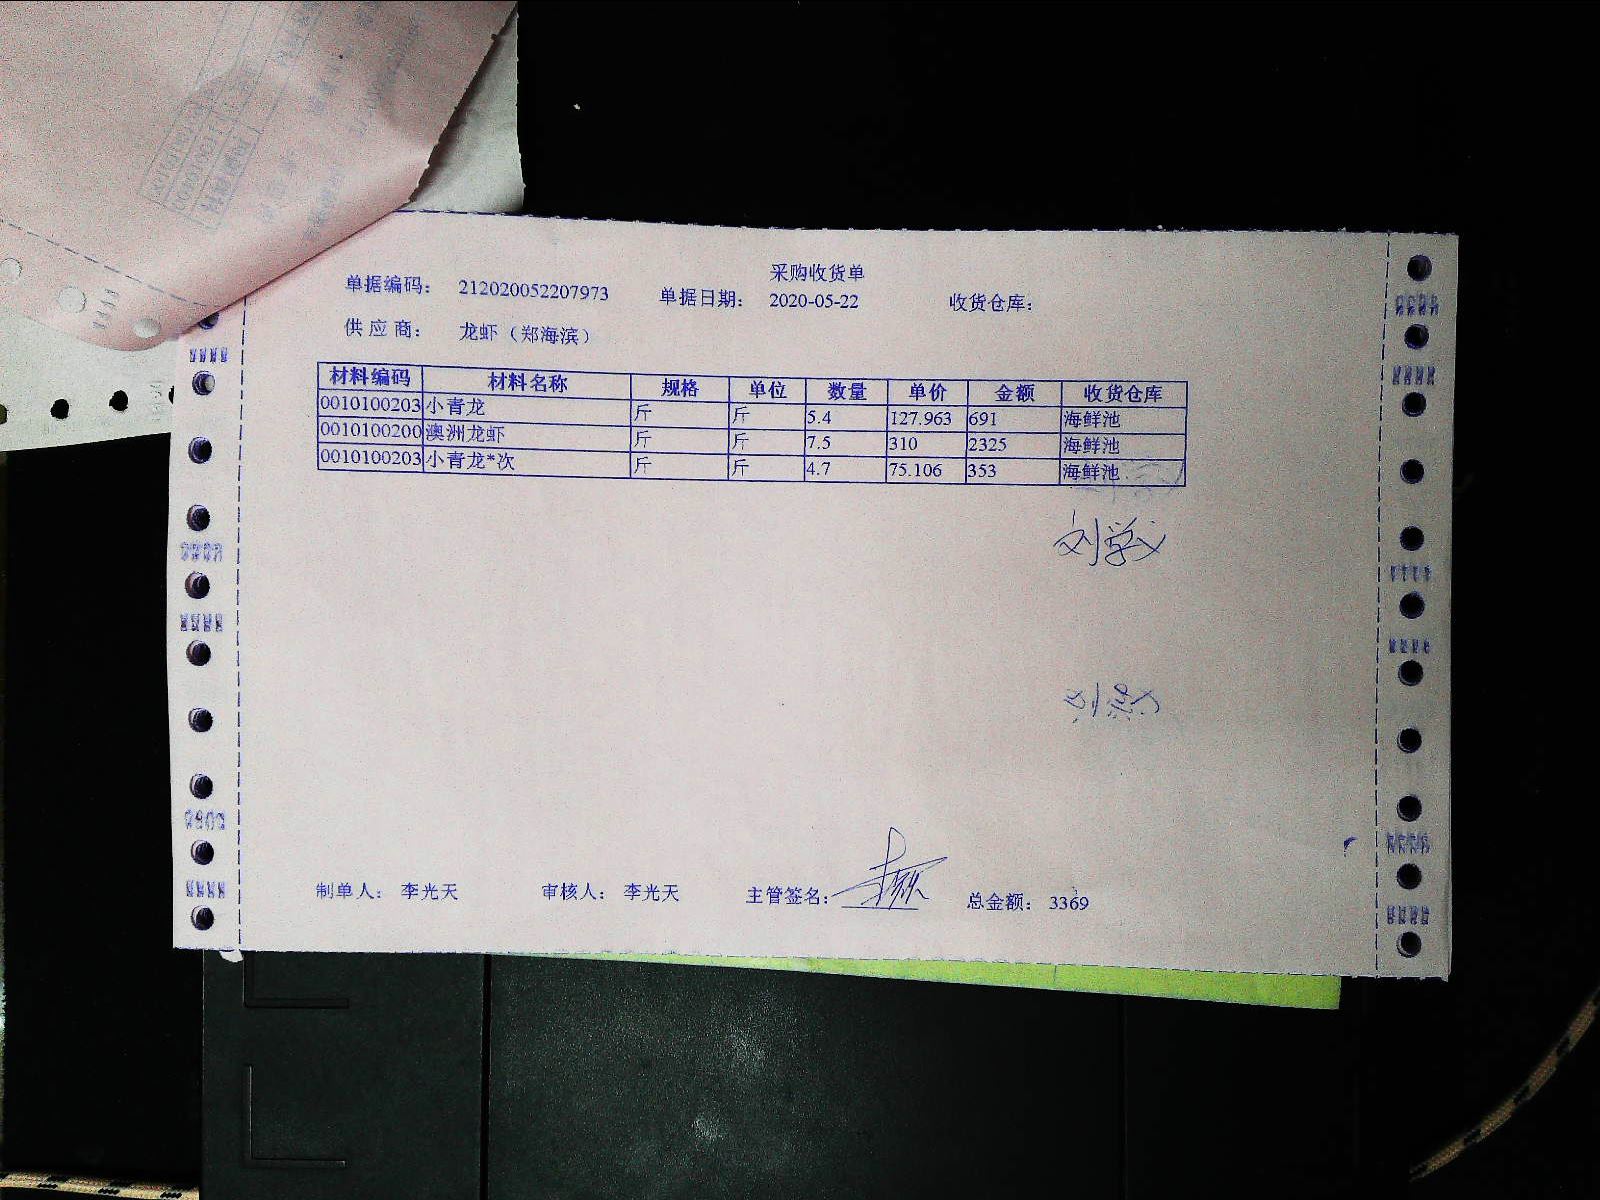 采购收货单
单据编码： 212020052207973 单据日期： 2020-05-22 收货仓库：
供 应 商： 龙虾（郑海滨）
材料编码 材料名称 规格 单位 数量 单价 金额 收货仓库
0010100203 小青龙 斤 斤 5.4 127.963 691 海鲜池
0010100200 澳洲龙虾 斤 斤 7.5 310 2325 海鲜池
0010100203 小青龙*次 斤 斤 4.7 75.106 353 海鲜池
制单人： 李光天 审核人： 李光天 主管签名： 总金额： 3369